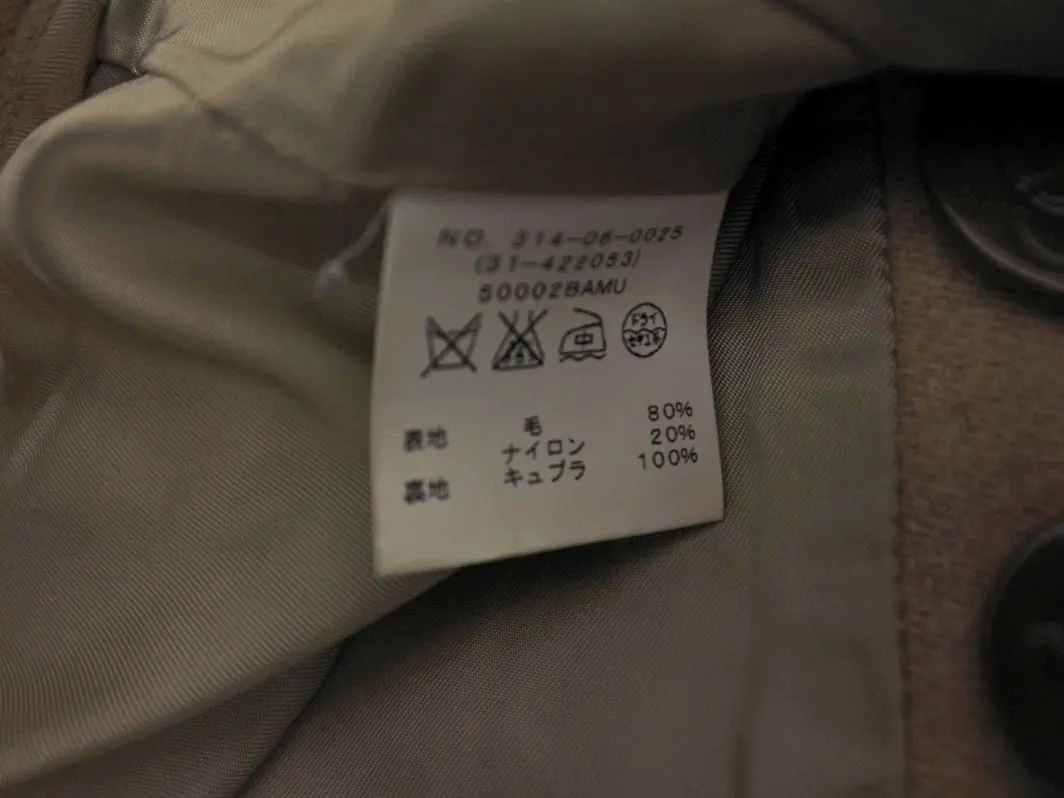 NO. 314-06-0025
(31-422053)
50002BAMU
中
ドライ
セキユ系
表地 毛 80%
ナイロン 20%
裏地 キュプラ 100%